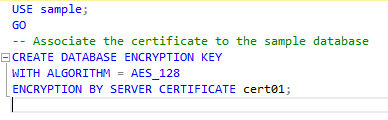 USE sample;
GO
-- Associate the certificate to the sample database
CREATE DATABASE ENCRYPTION KEY
WITH ALGORITHM = AES_128
ENCRYPTION BY SERVER CERTIFICATE cert01;